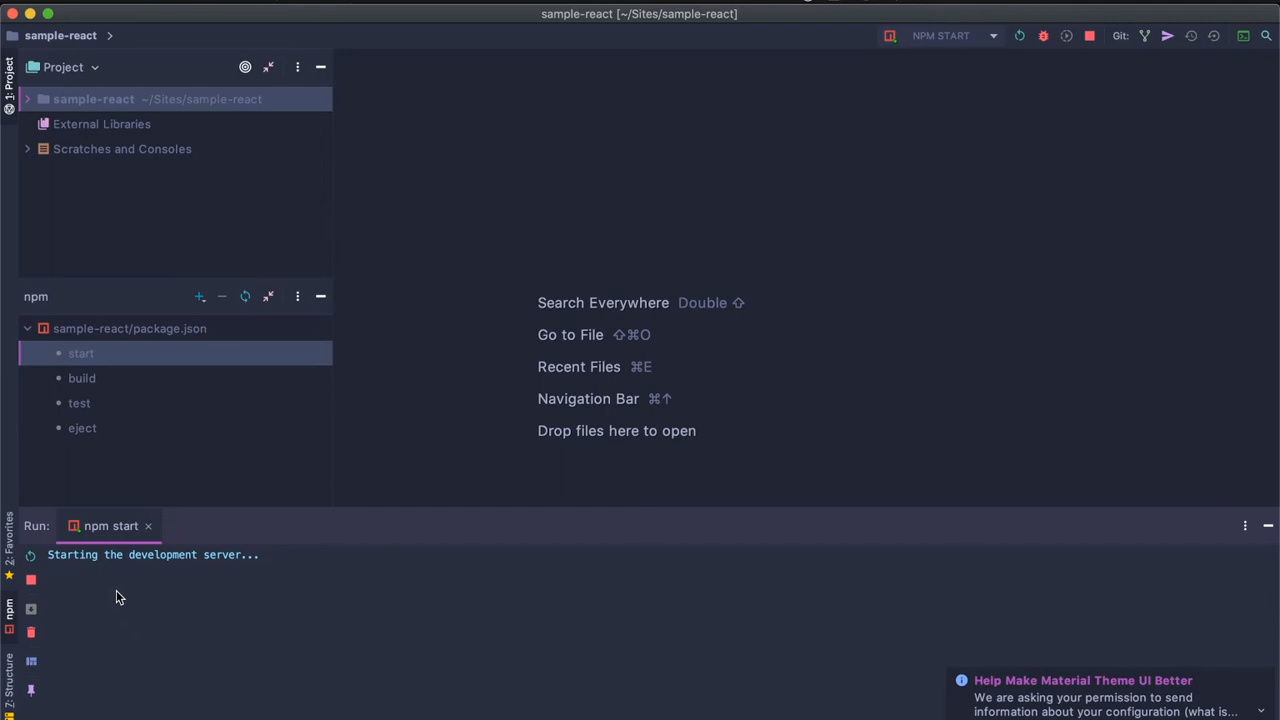 sample-react [~/Sites/sample-react]
sample-react
NPM START
Git:
1: Project
Project
sample-react ~/Sites/sample-react
External Libraries
Scratches and Consoles
npm
sample-react/package.json
start
build
test
eject
Search Everywhere Double ⇧
Go to File ⇧⌘O
Recent Files ⌘E
Navigation Bar ⌘↑
Drop files here to open
2: Favorites
npm
7: Structure
Run: npm start
Starting the development server...
Help Make Material Theme UI Better
We are asking your permission to send
information about your configuration (what is...